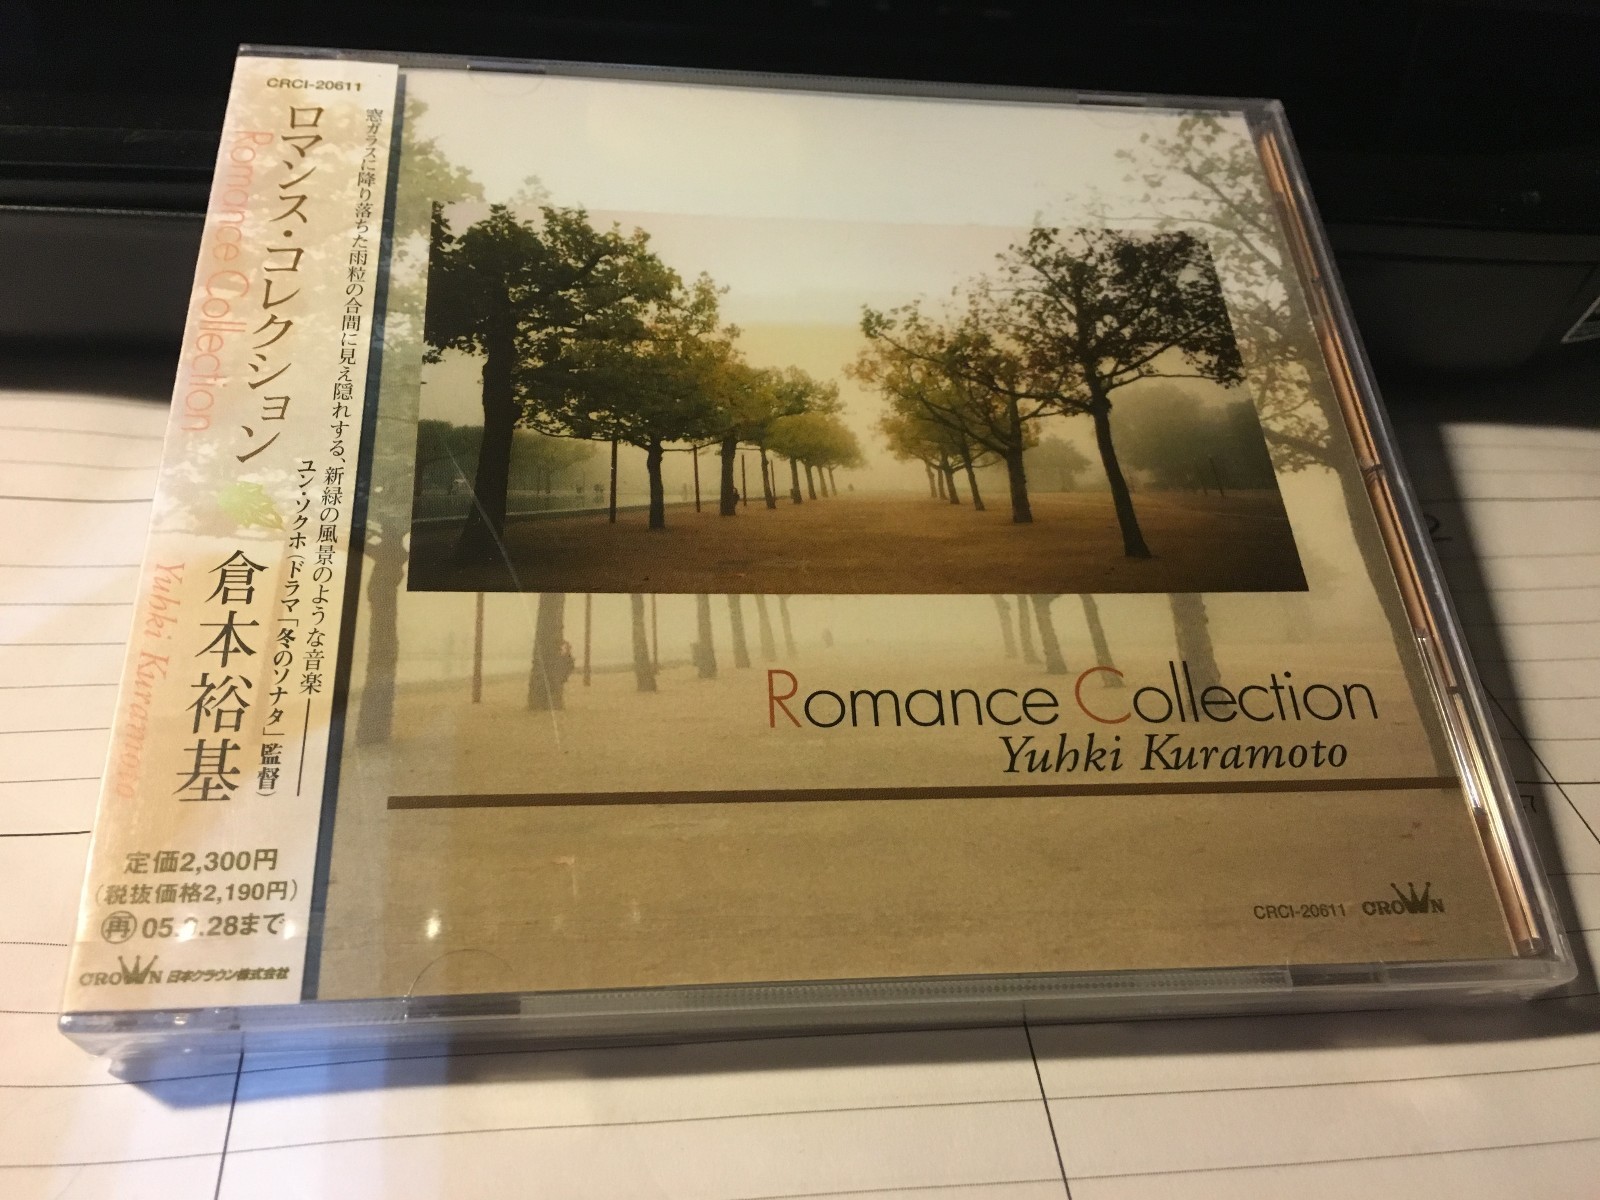 CRCI-20611
ロマンス・コレクション
Romance Collection
窓ガラスに降り落ちた雨粒の合間に見え隠れする、新緑の風景のような音楽
ユン・ソクホ(ドラマ「冬のソナタ」監督)
倉本裕基
Yuhki Kuramoto
定価2,300円
(税抜価格2,190円)
再
28まで
CROWN 日本クラウン株式会社
Romance Collection
Yuhki Kuramoto
CRCI-20611 CROWN